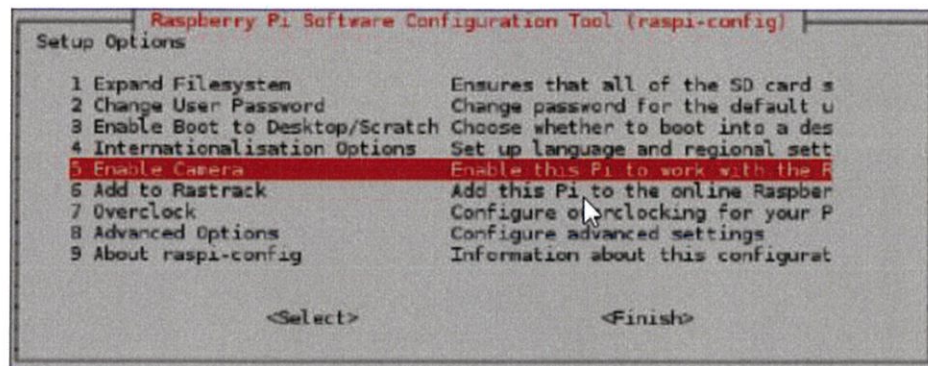 Raspberry Pi Software Configuration Tool (raspi-config)
Setup Options
1 Expand Filesystem Ensures that all of the SD card s
2 Change User Password Change password for the default u
3 Enable Boot to Desktop/Scratch Choose whether to boot into a des
4 Internationalisation Options Set up language and regional sett
5 Enable Camera Enable this Pi to work with the R
6 Add to Rastrack Add this Pi to the online Raspber
7 Overclock Configure overclocking for your P
8 Advanced Options Configure advanced settings
9 About raspi-config Information about this configurat
<Select> <Finish>